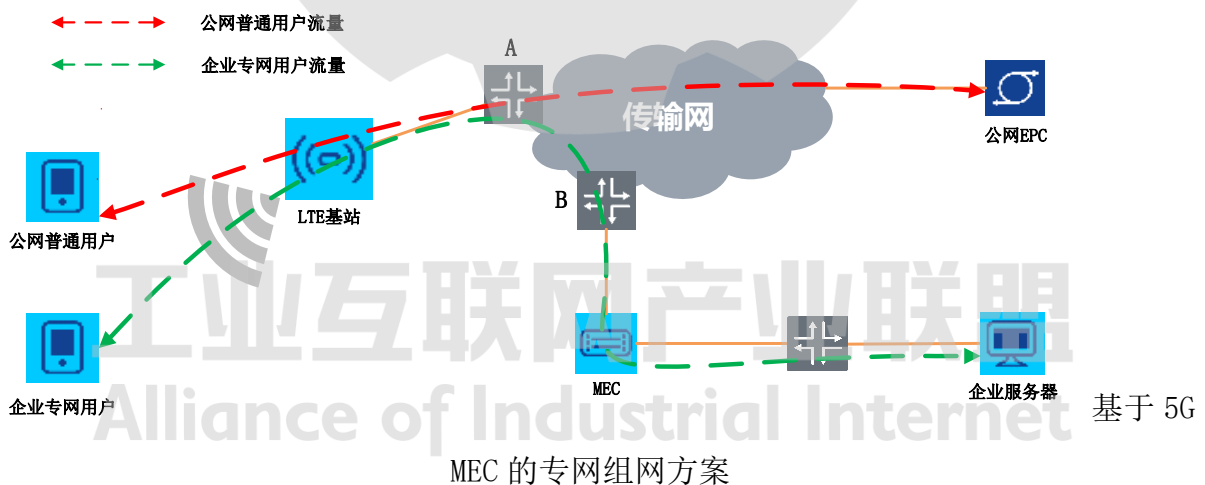 公网普通用户流量
企业专网用户流量
A
传输网
公网EPC
LTE基站
公网普通用户
B
工业互联网产业联盟
MEC
企业服务器
企业专网用户
Alliance of Industrial Internet
基于 5G
MEC 的专网组网方案